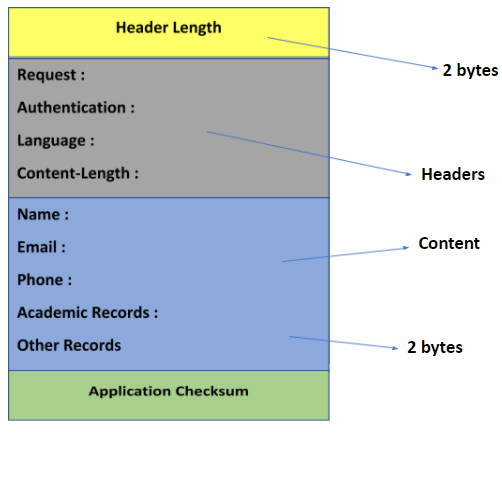 Header Length
2 bytes
Request :
Authentication :
Language :
Content-Length :
Headers
Name :
Email :
Phone :
Academic Records :
Other Records
Content
2 bytes
Application Checksum